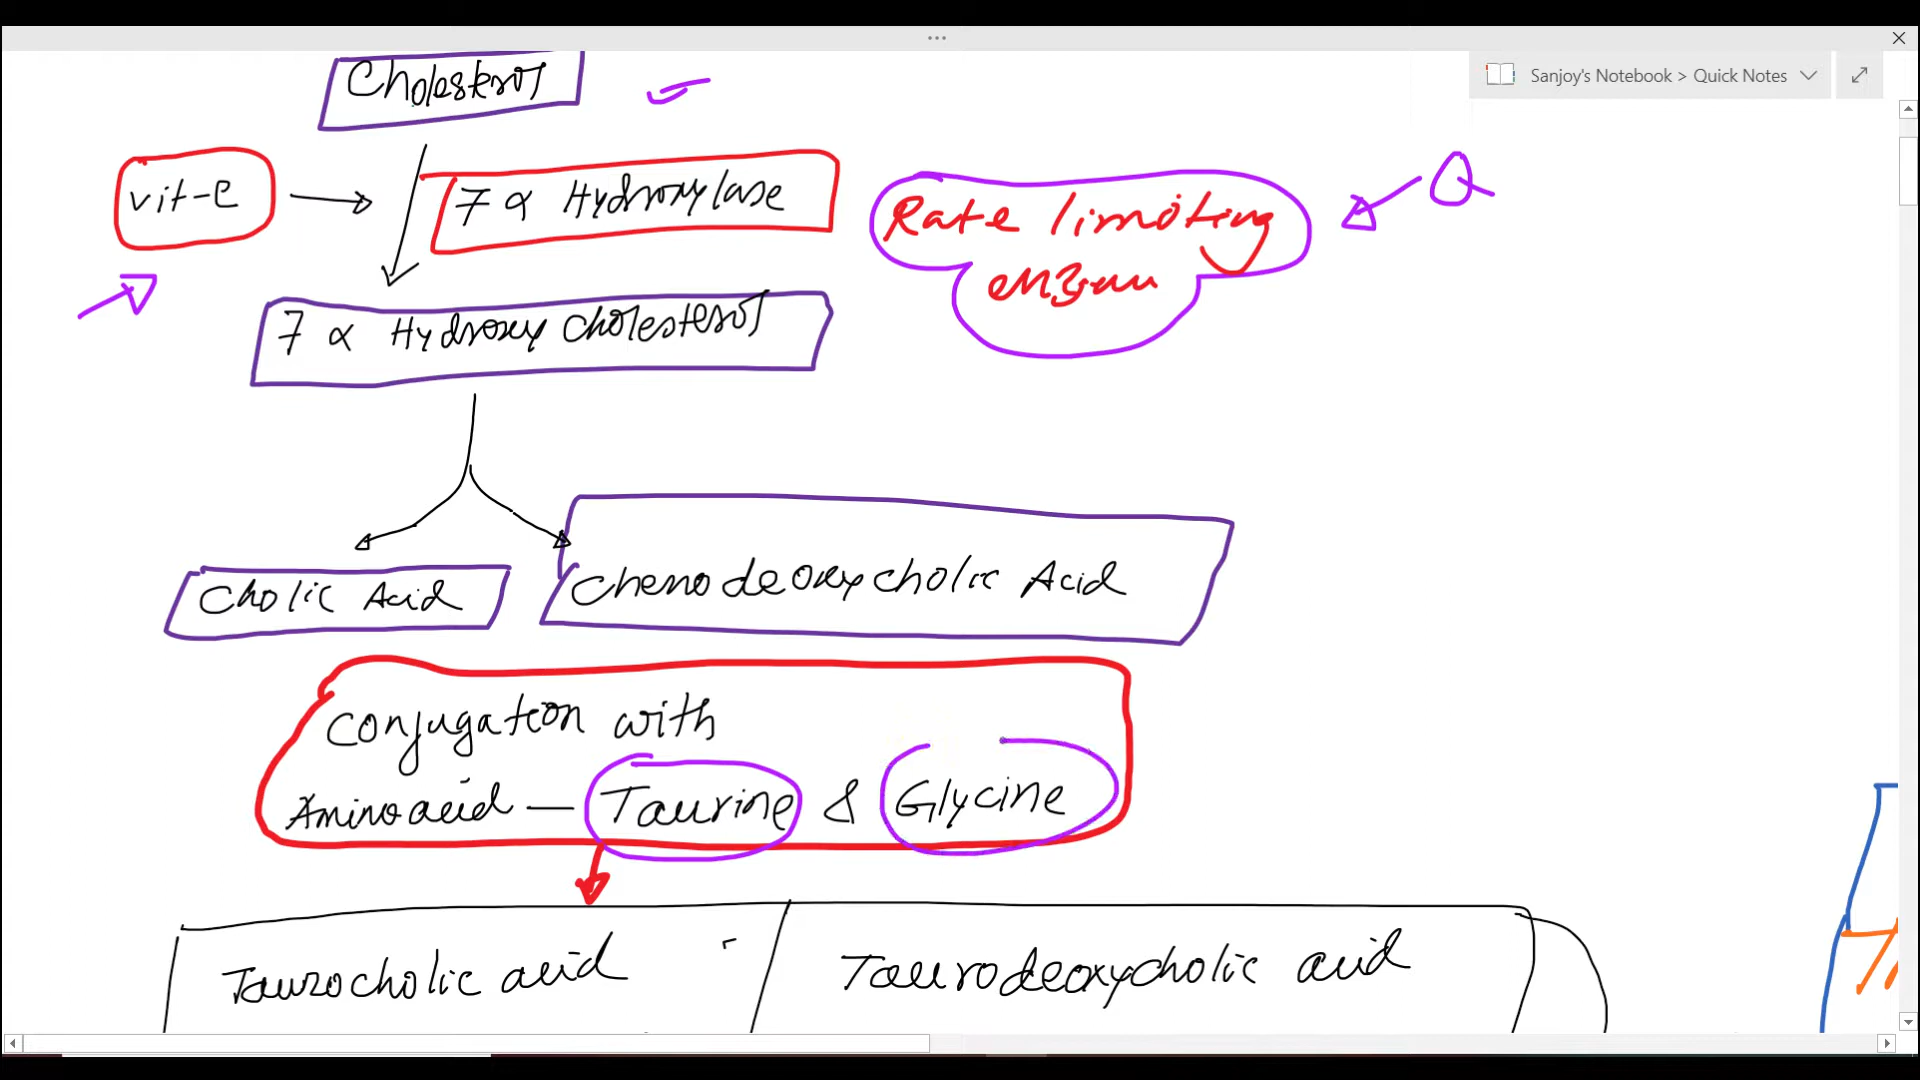 Sanjoy's Notebook > Quick Notes
Cholesterol
vit-C
7 α Hydroxylase
Rate limiting
enzyme
Q
7 α Hydroxy Cholesterol
Cholic Acid
Chenodeoxycholic Acid
Conjugation with
Amino acid — Taurine & Glycine
Taurocholic acid
Taurodeoxycholic acid